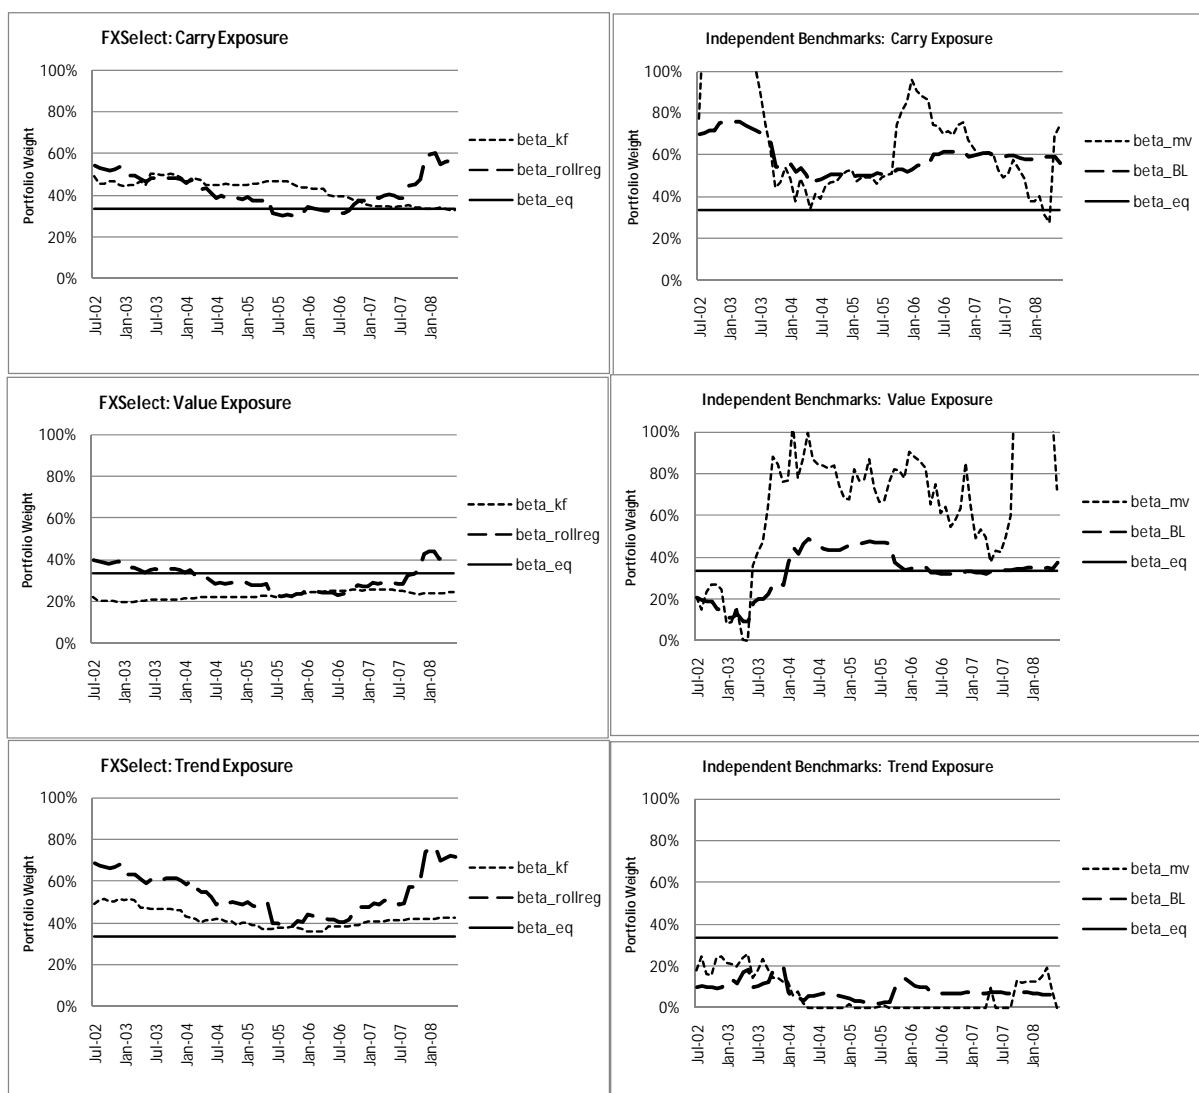 FXSelect: Carry Exposure
Portfolio Weight
100%
80%
60%
40%
20%
0%
Jul-02
Jan-03
Jul-03
Jan-04
Jul-04
Jan-05
Jul-05
Jan-06
Jul-06
Jan-07
Jul-07
Jan-08
beta_kf
beta_rollreg
beta_eq
Independent Benchmarks: Carry Exposure
Portfolio Weight
100%
80%
60%
40%
20%
0%
Jul-02
Jan-03
Jul-03
Jan-04
Jul-04
Jan-05
Jul-05
Jan-06
Jul-06
Jan-07
Jul-07
Jan-08
beta_mv
beta_BL
beta_eq
FXSelect: Value Exposure
Portfolio Weight
100%
80%
60%
40%
20%
0%
Jul-02
Jan-03
Jul-03
Jan-04
Jul-04
Jan-05
Jul-05
Jan-06
Jul-06
Jan-07
Jul-07
Jan-08
beta_kf
beta_rollreg
beta_eq
Independent Benchmarks: Value Exposure
Portfolio Weight
100%
80%
60%
40%
20%
0%
Jul-02
Jan-03
Jul-03
Jan-04
Jul-04
Jan-05
Jul-05
Jan-06
Jul-06
Jan-07
Jul-07
Jan-08
beta_mv
beta_BL
beta_eq
FXSelect: Trend Exposure
Portfolio Weight
100%
80%
60%
40%
20%
0%
Jul-02
Jan-03
Jul-03
Jan-04
Jul-04
Jan-05
Jul-05
Jan-06
Jul-06
Jan-07
Jul-07
Jan-08
beta_kf
beta_rollreg
beta_eq
Independent Benchmarks: Trend Exposure
Portfolio Weight
100%
80%
60%
40%
20%
0%
Jul-02
Jan-03
Jul-03
Jan-04
Jul-04
Jan-05
Jul-05
Jan-06
Jul-06
Jan-07
Jul-07
Jan-08
beta_mv
beta_BL
beta_eq